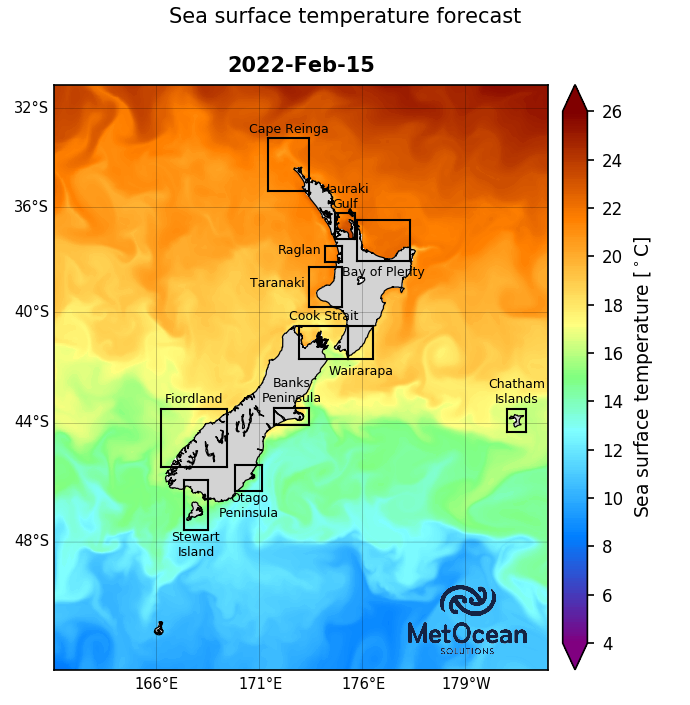 Sea surface temperature forecast
2022-Feb-15
32°S
36°S
40°S
44°S
48°S
Cape Reinga
Hauraki
Gulf
Raglan
Bay of Plenty
Taranaki
Cook Strait
Wairarapa
Banks
Peninsula
Fiordland
Chatham
Islands
Otago
Peninsula
Stewart
Island
MetOcean
SOLUTIONS
166°E
171°E
176°E
179°W
26
24
22
20
18
16
14
12
10
8
6
4
Sea surface temperature [°C]